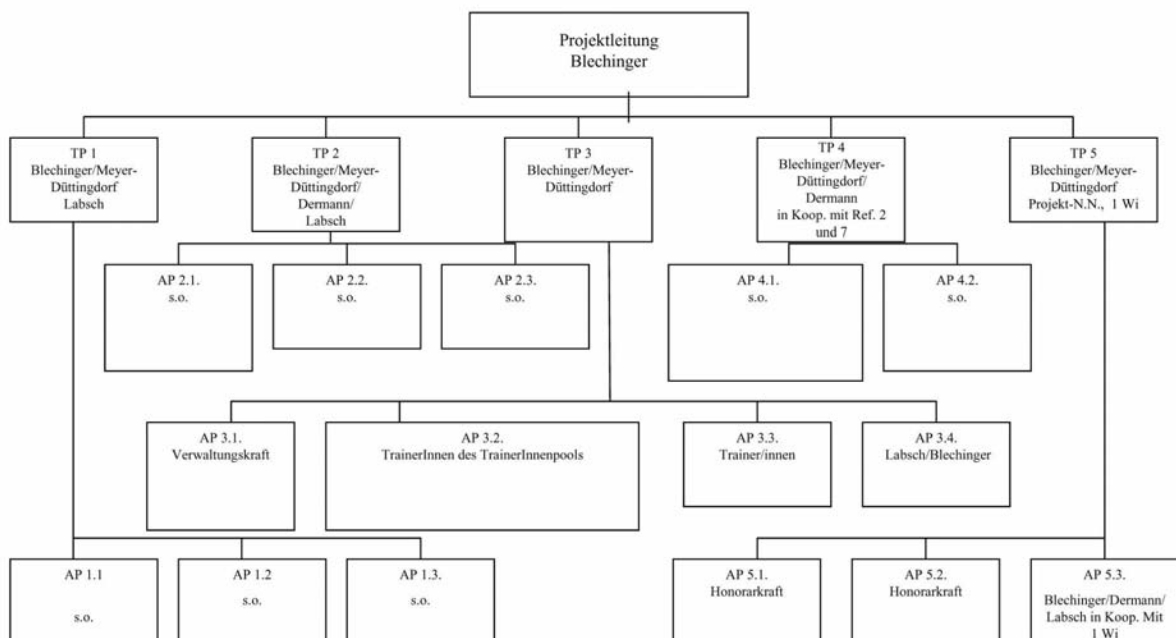 Projektleitung
Blechinger
TP 1
Blechinger/Meyer-
Düttingdorf
Labsch
TP 2
Blechinger/Meyer-
Düttingdorf/
Dermann/
Labsch
TP 3
Blechinger/Meyer-
Düttingdorf
TP 4
Blechinger/Meyer-
Düttingdorf/
Dermann
in Koop. mit Ref. 2
und 7
TP 5
Blechinger/Meyer-
Düttingdorf
Projekt-N.N., 1 Wi
AP 2.1.
s.o.
AP 2.2.
s.o.
AP 2.3.
s.o.
AP 4.1.
s.o.
AP 4.2.
s.o.
AP 3.1.
Verwaltungskraft
AP 3.2.
TrainerInnen des TrainerInnenpools
AP 3.3.
Trainer/innen
AP 3.4.
Labsch/Blechinger
AP 1.1
s.o.
AP 1.2
s.o.
AP 1.3.
s.o.
AP 5.1.
Honorarkraft
AP 5.2.
Honorarkraft
AP 5.3.
Blechinger/Dermann/
Labsch in Koop. Mit
1 Wi